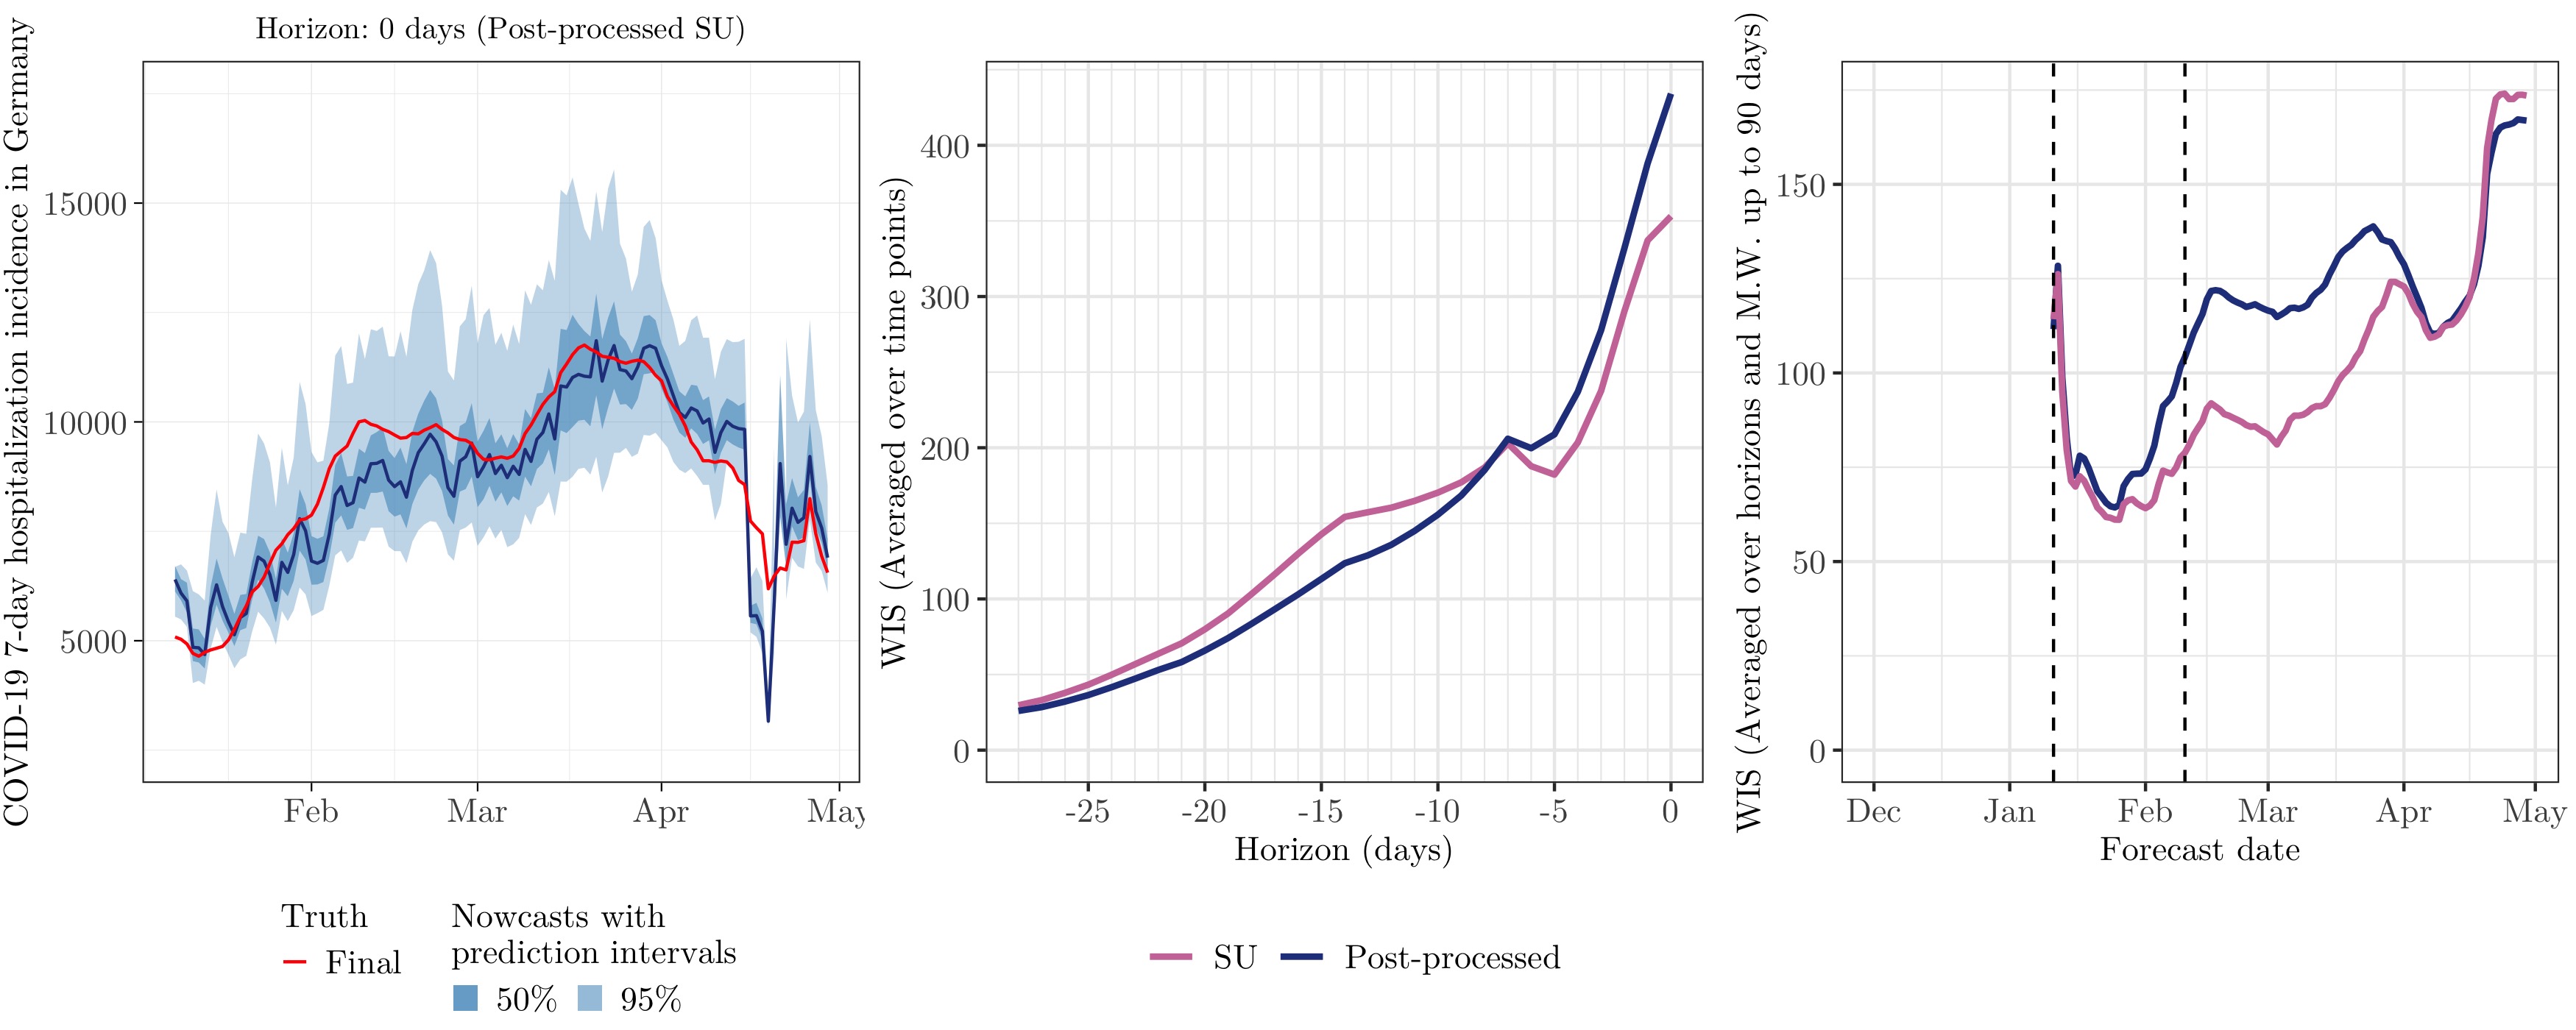 Horizon: 0 days (Post-processed SU)
COVID-19 7-day hospitalization incidence in Germany
15000
10000
5000
Feb Mar Apr May
Truth
Final
Nowcasts with
prediction intervals
50% 95%
WIS (Averaged over time points)
400
300
200
100
0
-25 -20 -15 -10 -5 0
Horizon (days)
SU Post-processed
WIS (Averaged over horizons and M.W. up to 90 days)
150
100
50
0
Dec Jan Feb Mar Apr May
Forecast date